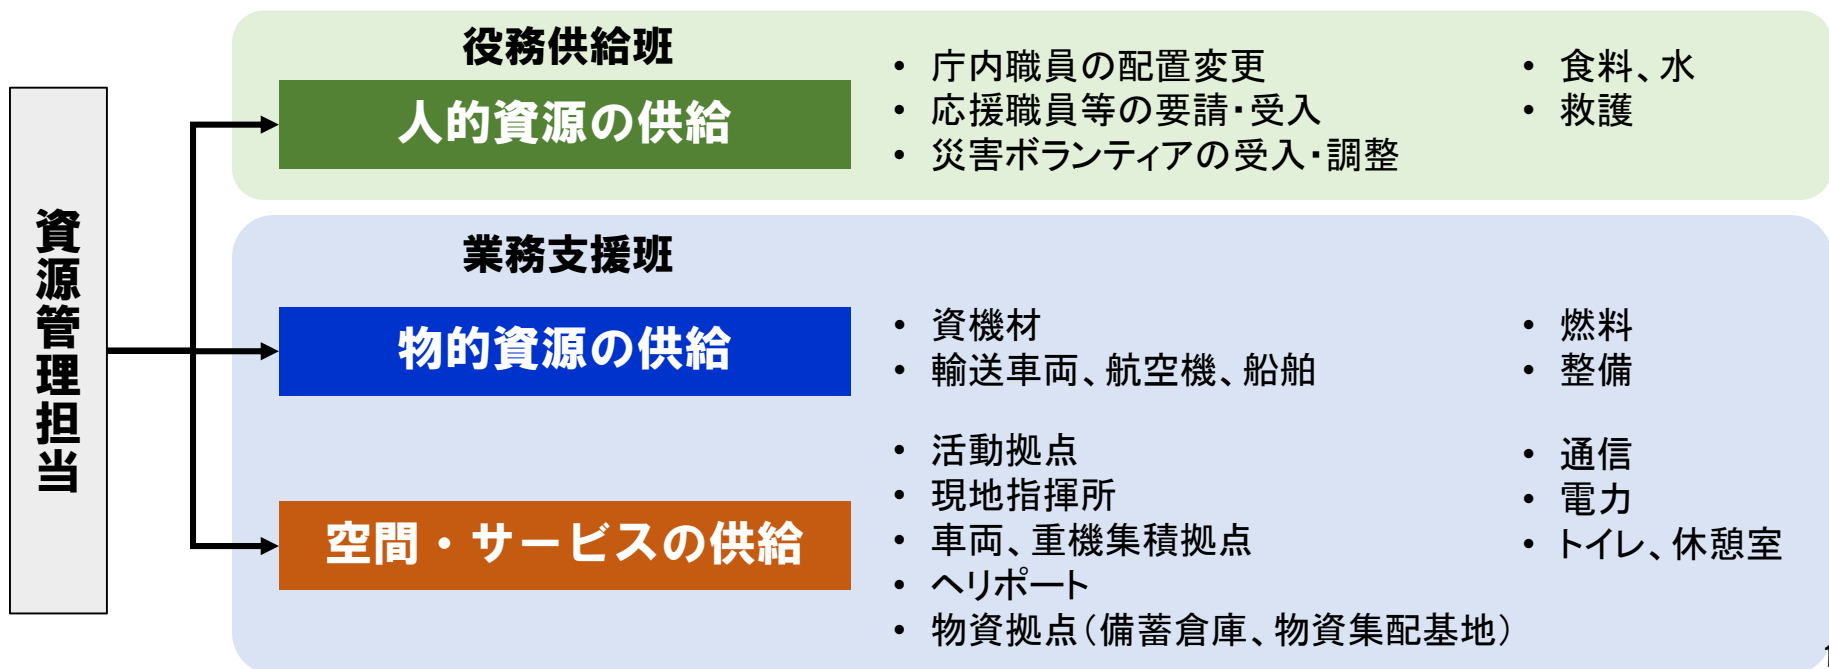 資源管理担当
役務供給班
人的資源の供給
• 庁内職員の配置変更
• 応援職員等の要請・受入
• 災害ボランティアの受入・調整
• 食料、水
• 救護
業務支援班
物的資源の供給
• 資機材
• 輸送車両、航空機、船舶
• 燃料
• 整備
空間・サービスの供給
• 活動拠点
• 現地指揮所
• 車両、重機集積拠点
• ヘリポート
• 物資拠点（備蓄倉庫、物資集配基地）
• 通信
• 電力
• トイレ、休憩室